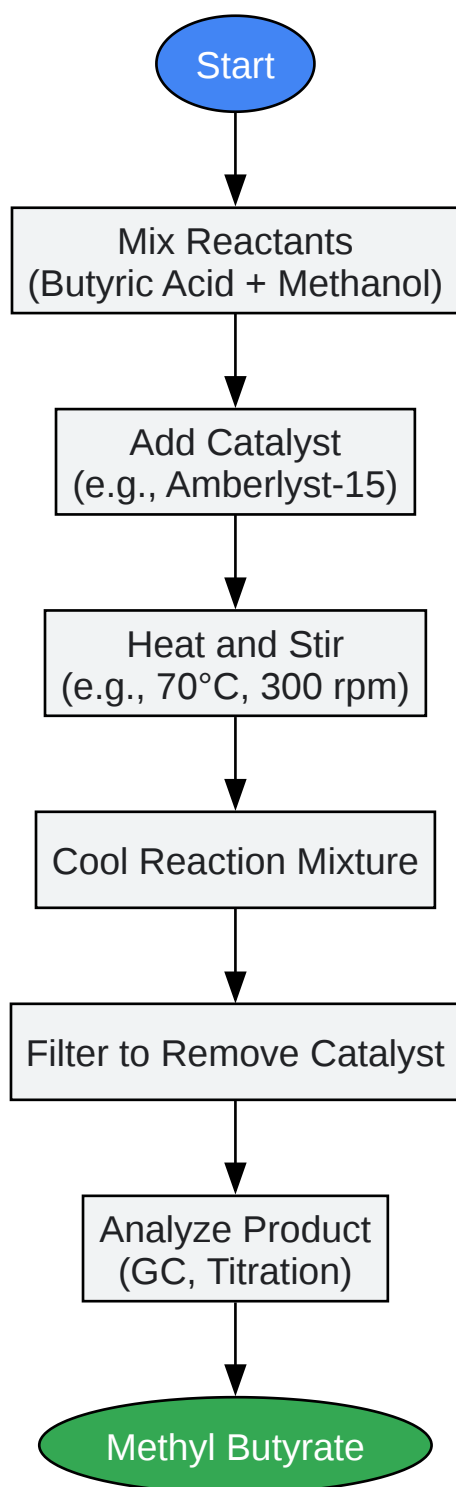 Start
Mix Reactants
(Butyric Acid + Methanol)
Add Catalyst
(e.g., Amberlyst-15)
Heat and Stir
(e.g., 70°C, 300 rpm)
Cool Reaction Mixture
Filter to Remove Catalyst
Analyze Product
(GC, Titration)
Methyl Butyrate